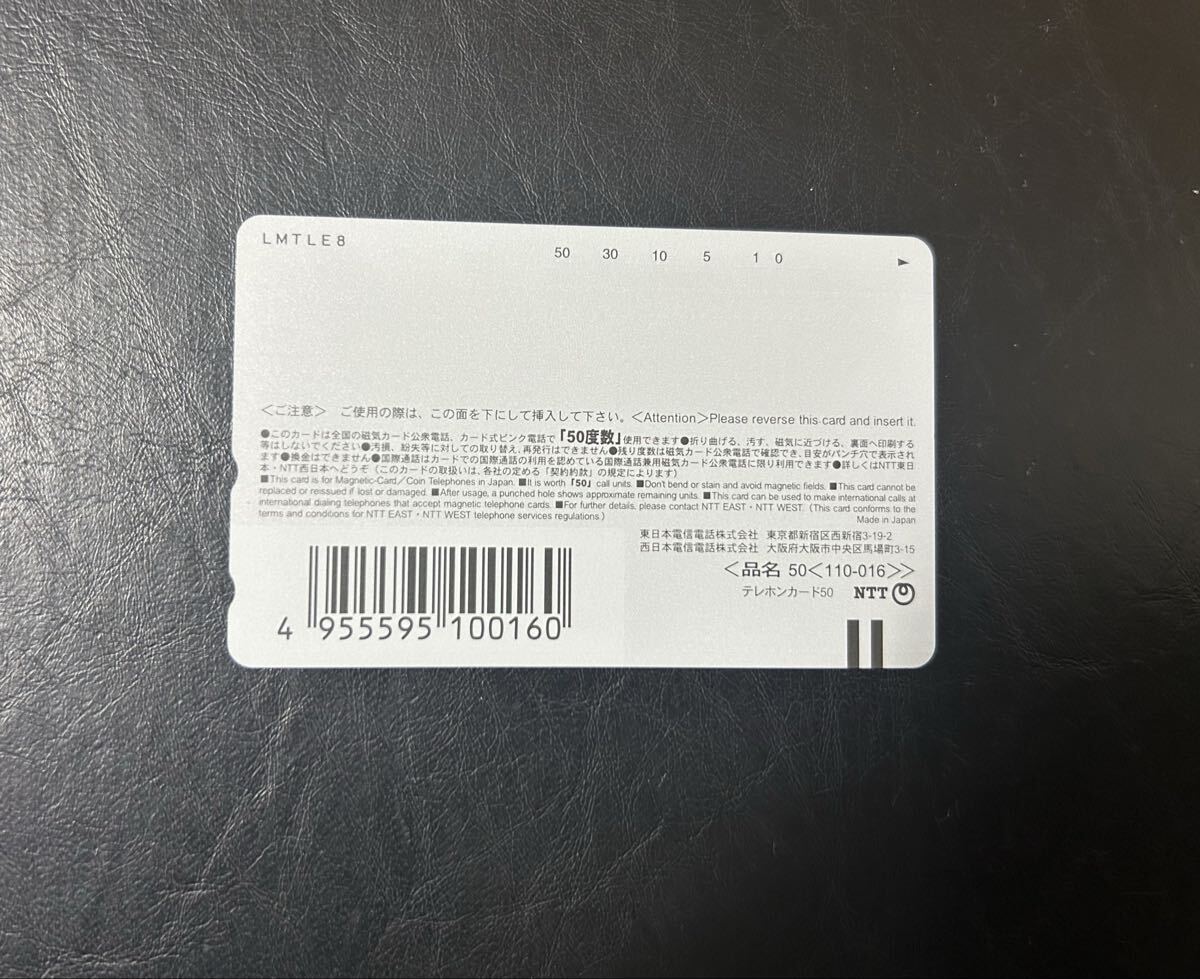 LMTLE8
50 30 10 5 1 0
＜ご注意＞ ご使用の際は、この面を下にして挿入して下さい。＜Attention＞Please reverse this card and insert it.
●このカードは全国の磁気カード公衆電話、カード式ピンク電話で「50度数」使用できます●折り曲げる、汚す、磁気に近づける、裏面へ印刷する
等はしないでください●汚損、紛失等に対しての取り替え、再発行はできません●残り度数は磁気カード公衆電話で確認でき、目安がパンチ穴で表示されま
す●換金はできません●国際通話はカードでの国際通話の利用を認めている国際通話兼用磁気カード公衆電話に限り利用できます●詳しくはNTT東日
本・NTT西日本へどうぞ（このカードの取扱いは、各社の定める「契約約款」の規定によります）
■This card is for Magnetic-Card／Coin Telephones in Japan. ■It is worth「50」call units. ■Don't bend or stain and avoid magnetic fields. ■This card cannot be
replaced or reissued if lost or damaged. ■After usage, a punched hole shows approximate remaining units. ■This card can be used to make international calls at
international dialing telephones that accept magnetic telephone cards. ■For further details, please contact NTT EAST・NTT WEST.（This card conforms to the
terms and conditions for NTT EAST・NTT WEST telephone services regulations.）
Made in Japan
東日本電信電話株式会社 東京都新宿区西新宿3-19-2
西日本電信電話株式会社 大阪府大阪市中央区馬場町3-15
＜品名 50＜110-016＞＞
テレホンカード50 NTT
4 955595 100160